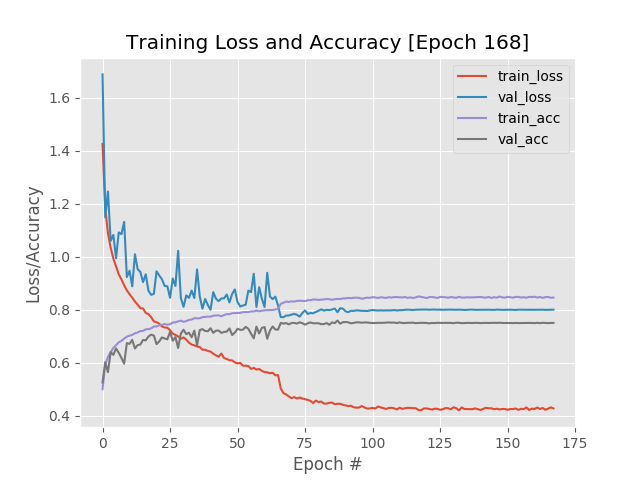 Training Loss and Accuracy [Epoch 168]
train_loss
val_loss
train_acc
val_acc
1.6
1.4
1.2
1.0
0.8
0.6
0.4
Loss/Accuracy
0 25 50 75 100 125 150 175
Epoch #